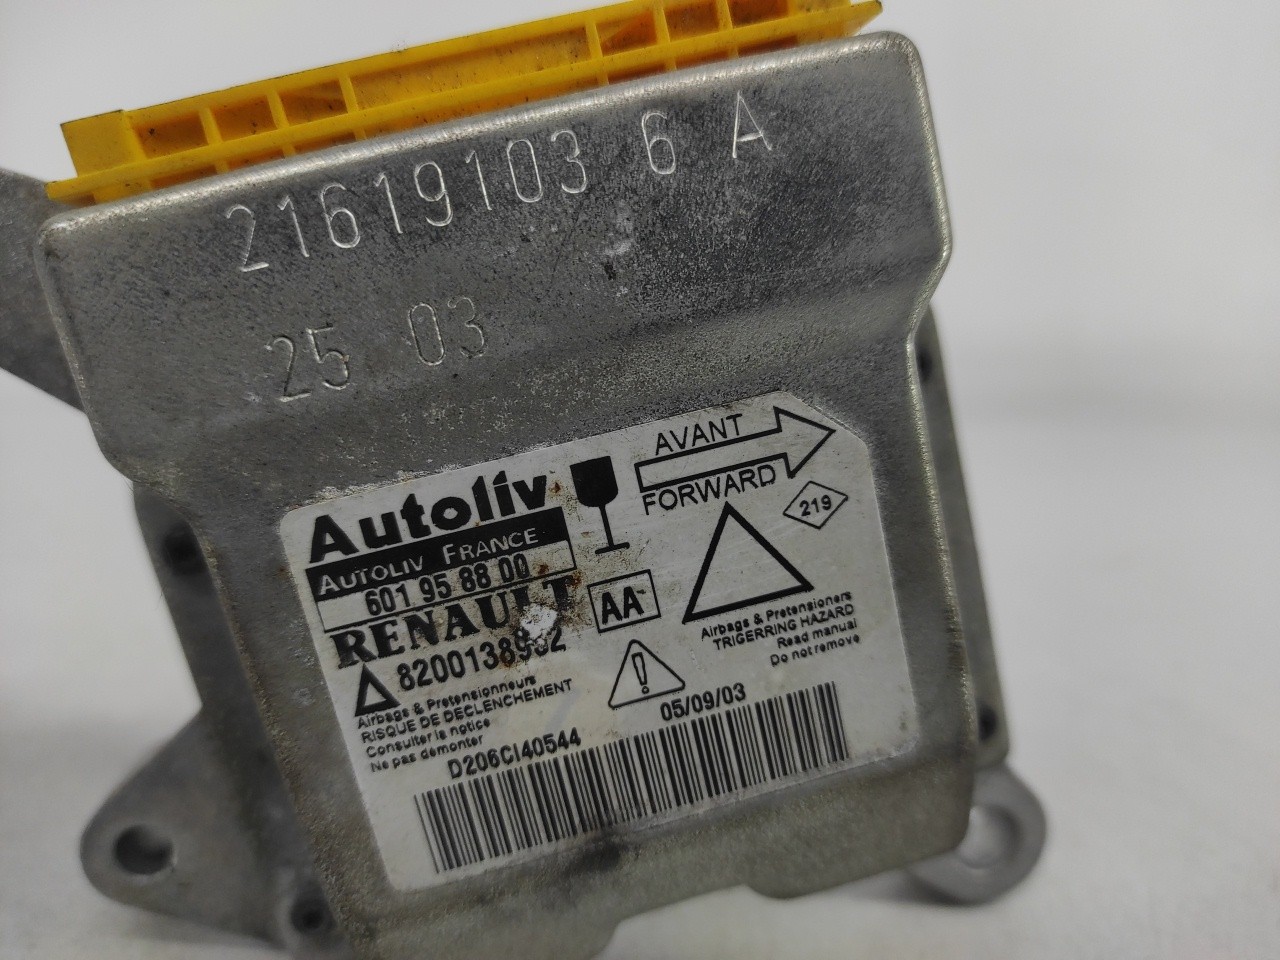 21619103 6 A
25 03
Autoliv
AUTOLIV FRANCE
601 95 88 00
RENAULT
AVANT
FORWARD
219
AA
Airbags & Pretensioners
TRIGERRING HAZARD
Read manual
Do not remove
Airbags & Pretensionneurs
RISQUE DE DECLENCHEMENT
Consulter la notice
Ne pas démonter
D206CI40544
05/09/03